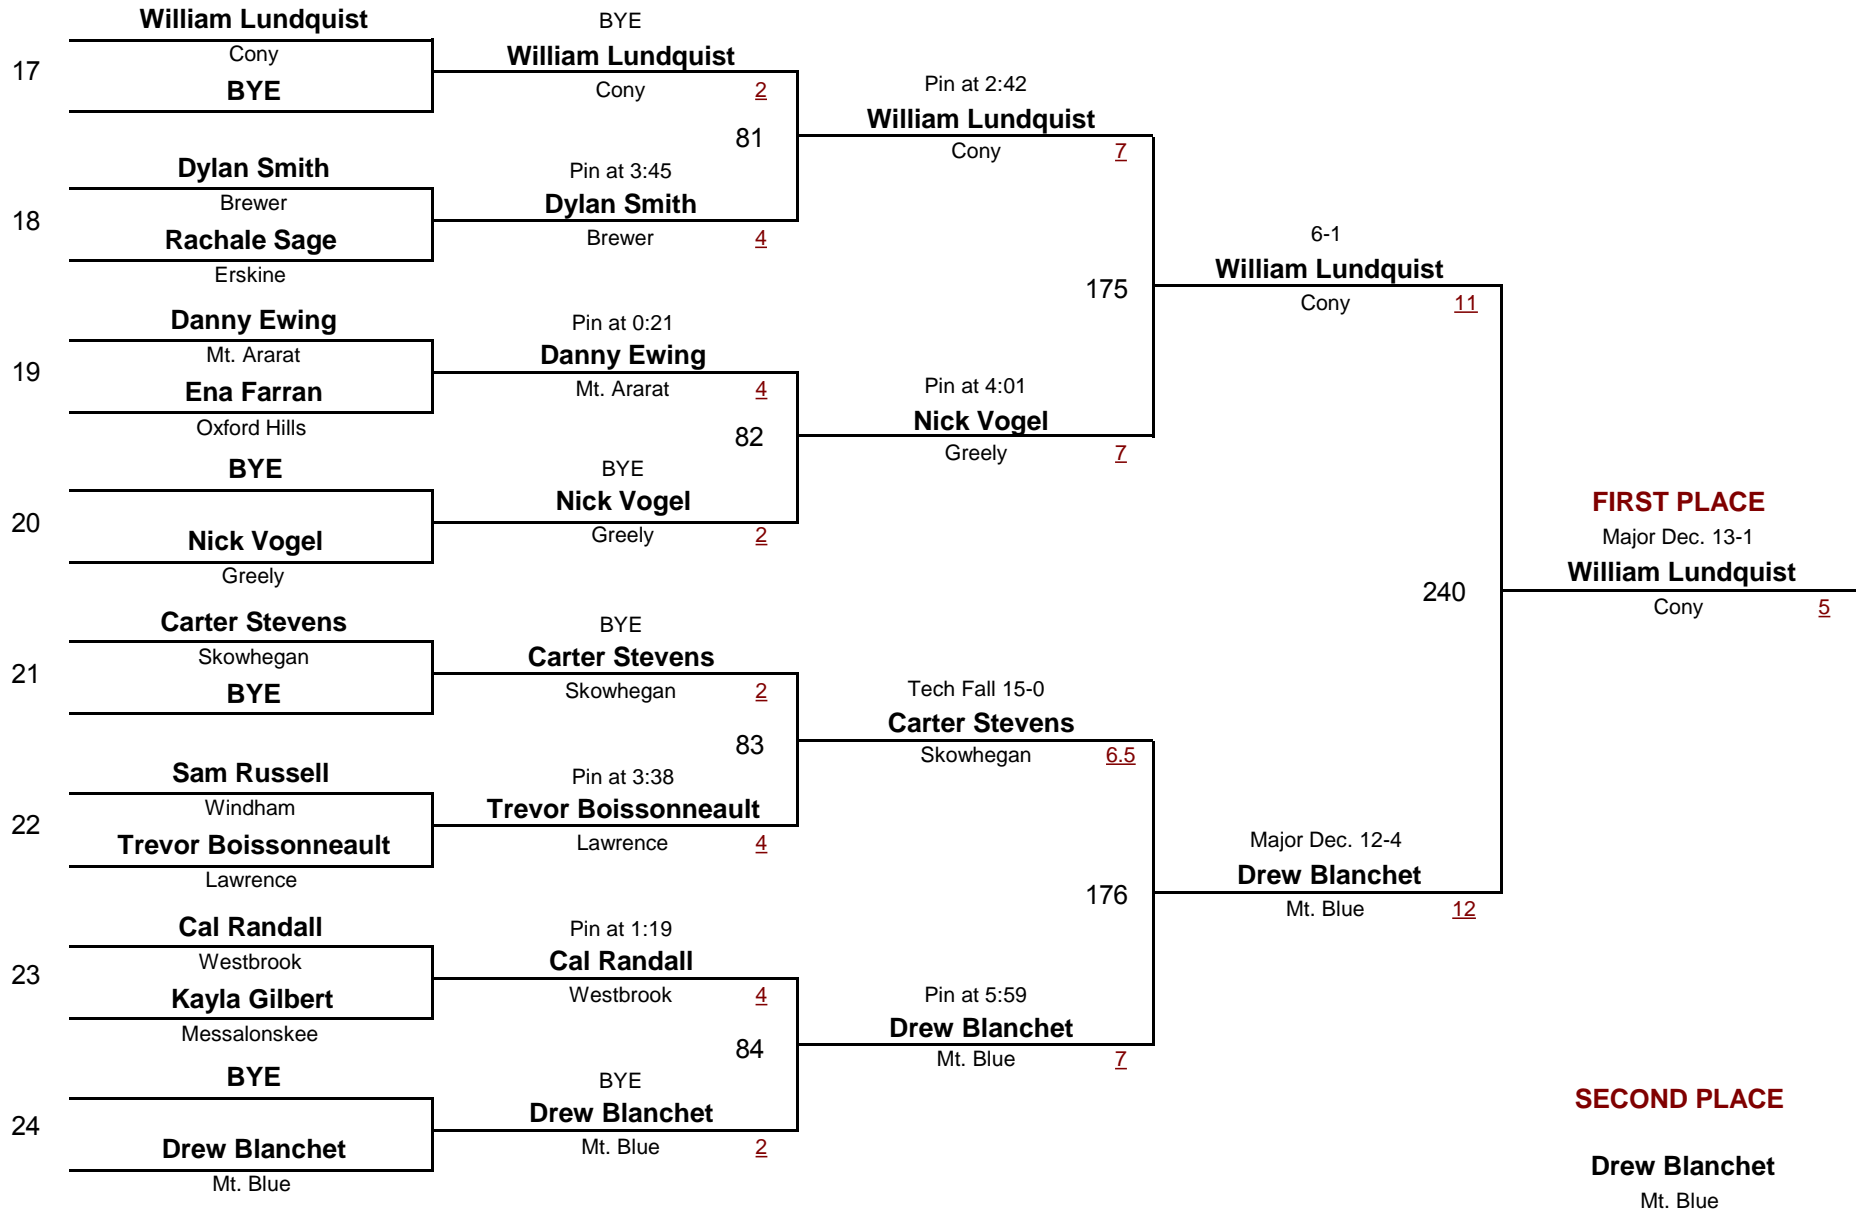 William Lundquist
Cony
17
BYE
Dylan Smith
Brewer
18
Rachale Sage
Erskine
Danny Ewing
Mt. Ararat
19
Ena Farran
Oxford Hills
BYE
20
Nick Vogel
Greely
Carter Stevens
Skowhegan
21
BYE
Sam Russell
Windham
22
Trevor Boissonneault
Lawrence
Cal Randall
Westbrook
23
Kayla Gilbert
Messalonskee
BYE
24
Drew Blanchet
Mt. Blue
BYE
William Lundquist
Cony 2
81
Pin at 3:45
Dylan Smith
Brewer 4
Pin at 0:21
Danny Ewing
Mt. Ararat 4
82
BYE
Nick Vogel
Greely 2
BYE
Carter Stevens
Skowhegan 2
83
Pin at 3:38
Trevor Boissonneault
Lawrence 4
Pin at 1:19
Cal Randall
Westbrook 4
84
BYE
Drew Blanchet
Mt. Blue 2
Pin at 2:42
William Lundquist
Cony 7
175
Pin at 4:01
Nick Vogel
Greely 7
Tech Fall 15-0
Carter Stevens
Skowhegan 6.5
176
Pin at 5:59
Drew Blanchet
Mt. Blue 7
6-1
William Lundquist
Cony 11
240
Major Dec. 12-4
Drew Blanchet
Mt. Blue 12
FIRST PLACE
Major Dec. 13-1
William Lundquist
Cony 5
SECOND PLACE
Drew Blanchet
Mt. Blue